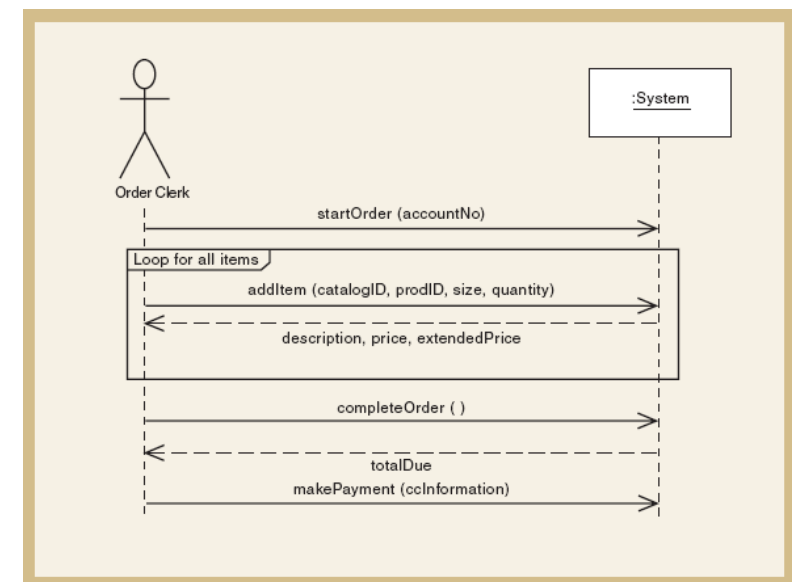 :System
Order Clerk
startOrder (accountNo)
Loop for all items
addItem (catalogID, prodID, size, quantity)
description, price, extendedPrice
completeOrder ( )
totalDue
makePayment (ccInformation)